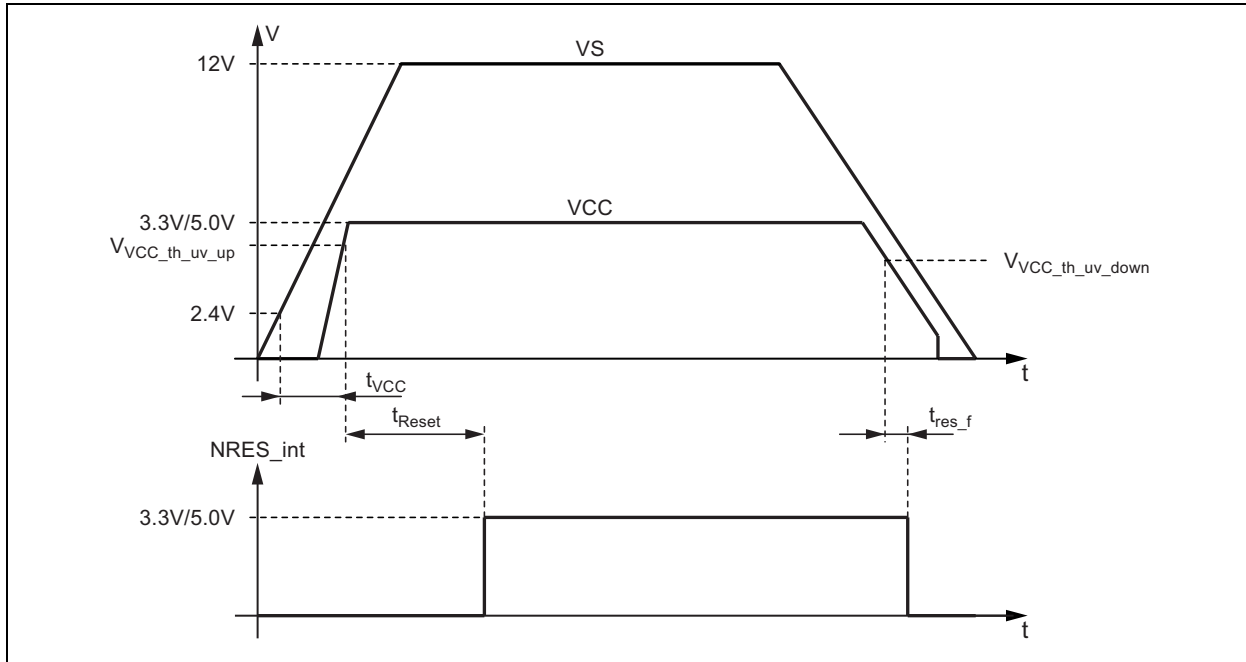 V
VS
12V
3.3V/5.0V
VCC
V_VCC_th_uv_up
V_VCC_th_uv_down
2.4V
t
t_VCC
t_Reset
t_res_f
NRES_int
3.3V/5.0V
t